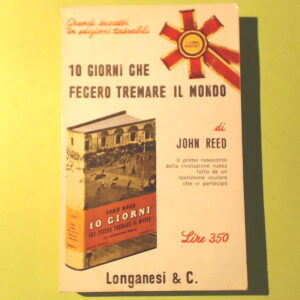 Grandi successi
in edizioni tascabili
10 GIORNI CHE
FECERO TREMARE IL MONDO
di
JOHN REED
Il primo resoconto
della rivoluzione russa
fatto da un
testimone oculare
che vi partecipò
JOHN REED
10 GIORNI
CHE FECERO TREMARE IL MONDO
Lire 350
Longanesi & C.